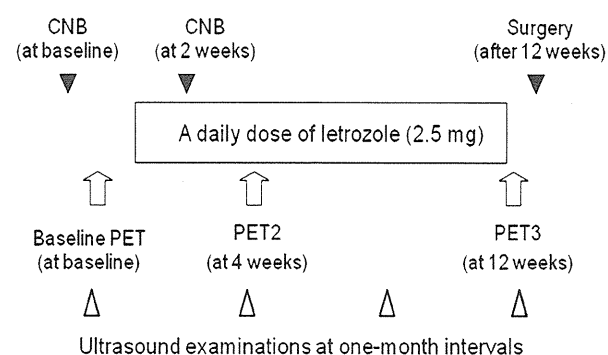 CNB
(at baseline)
CNB
(at 2 weeks)
Surgery
(after 12 weeks)
A daily dose of letrozole (2.5 mg)
Baseline PET
(at baseline)
PET2
(at 4 weeks)
PET3
(at 12 weeks)
Ultrasound examinations at one-month intervals